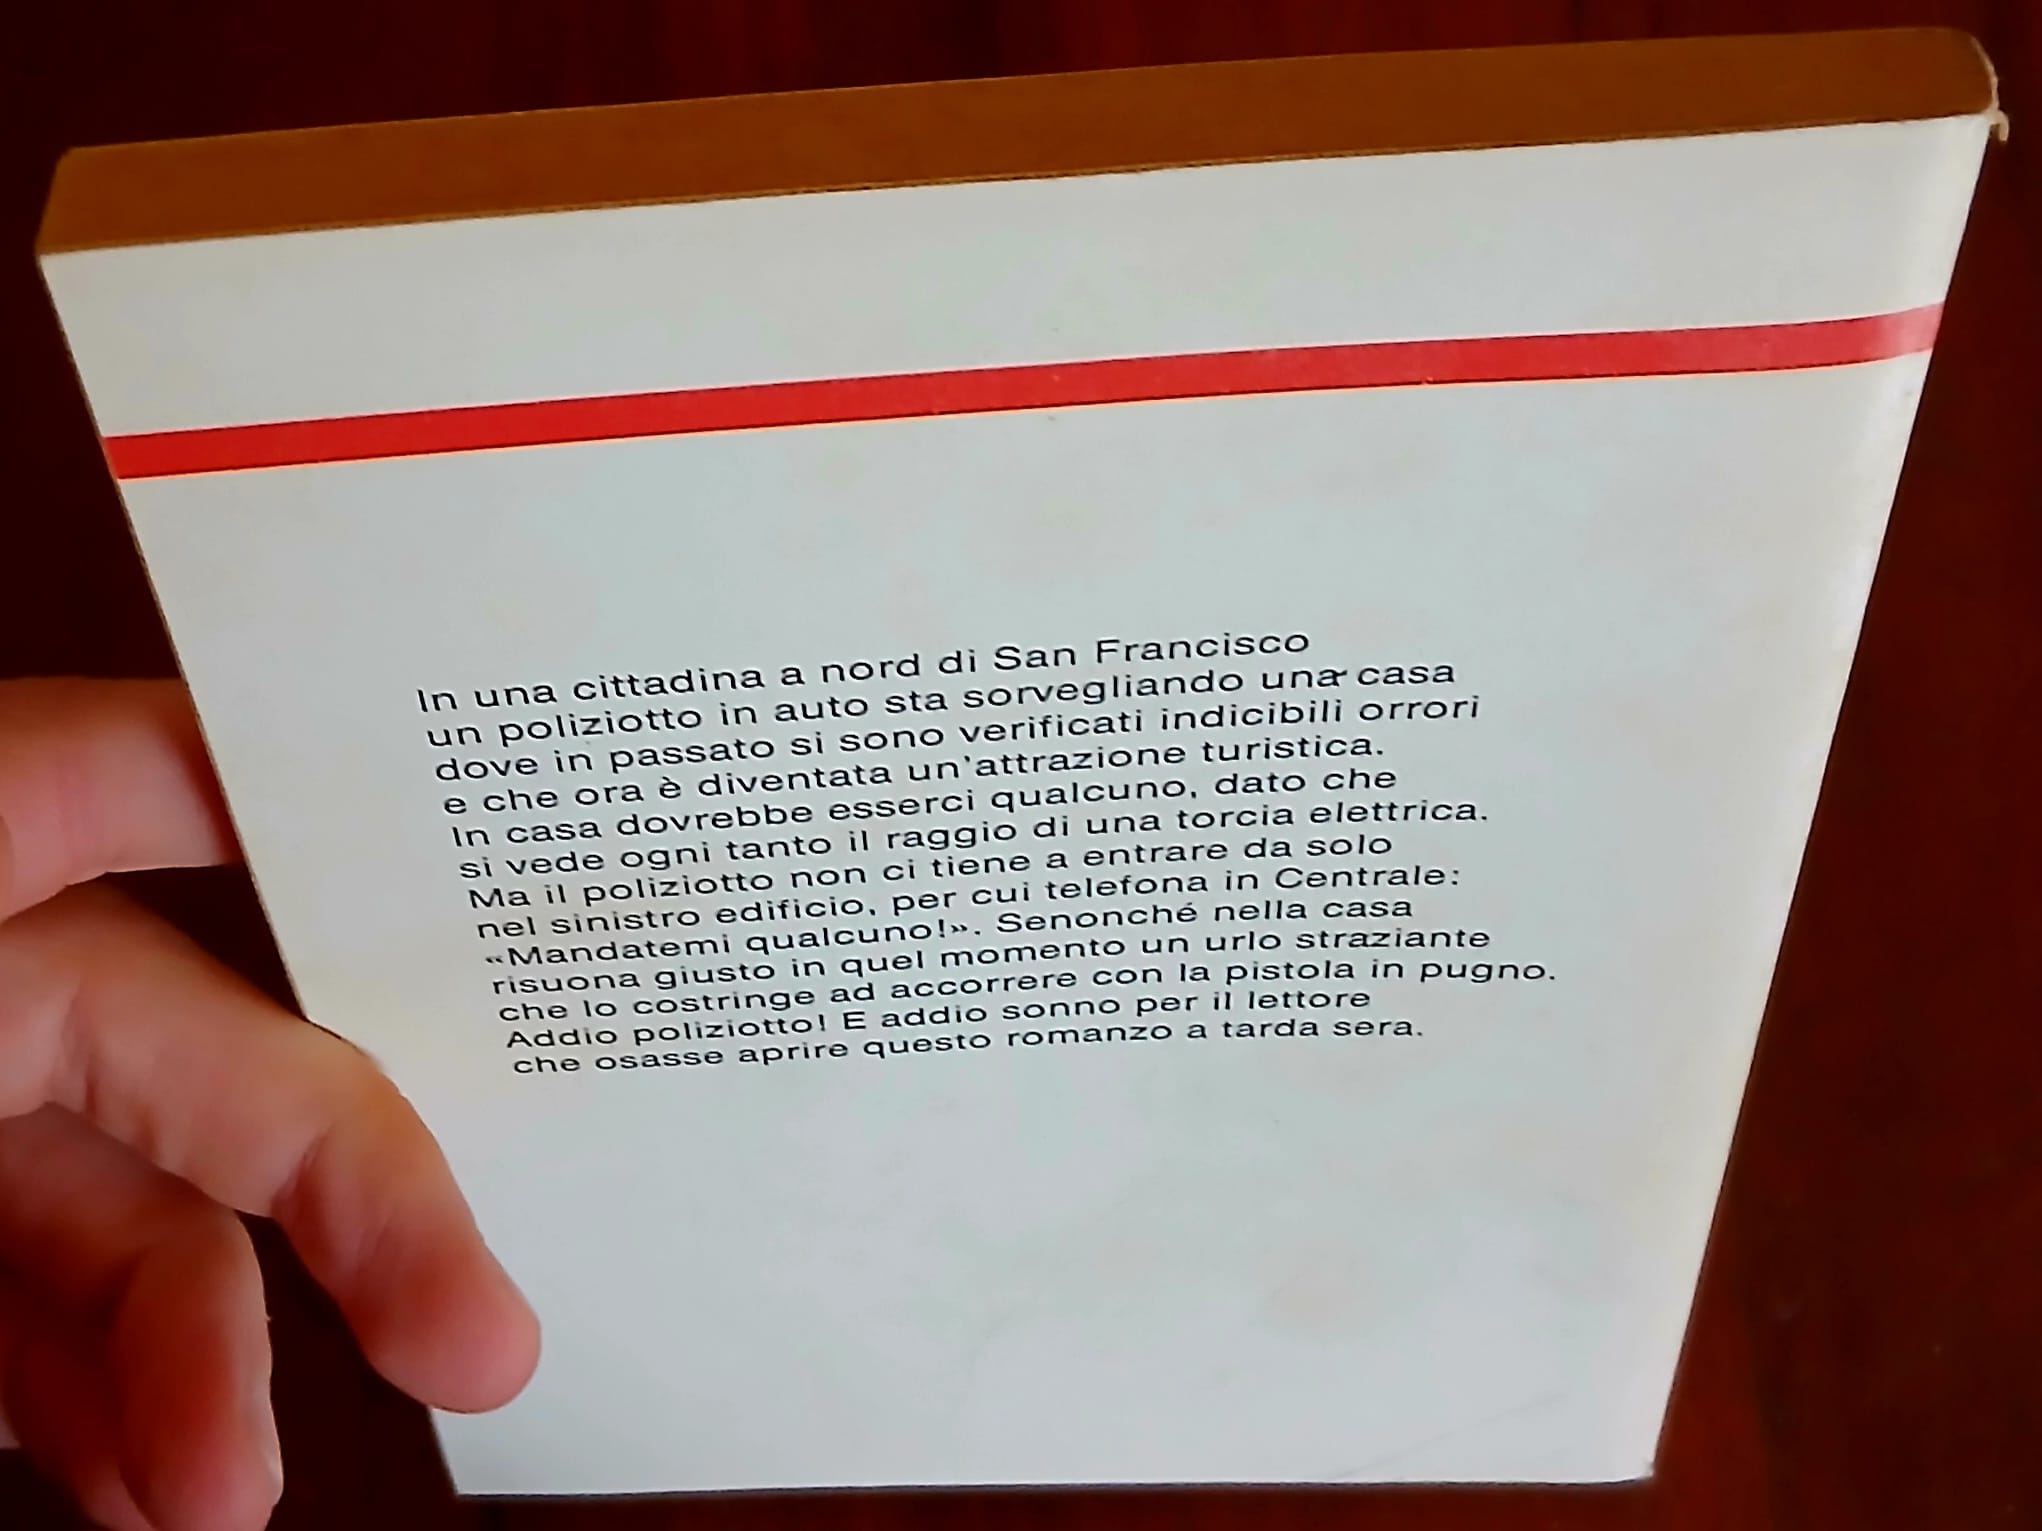 In una cittadina a nord di San Francisco
un poliziotto in auto sta sorvegliando una casa
dove in passato si sono verificati indicibili orrori
e che ora è diventata un'attrazione turistica.
In casa dovrebbe esserci qualcuno, dato che
si vede ogni tanto il raggio di una torcia elettrica.
Ma il poliziotto non ci tiene a entrare da solo
nel sinistro edificio, per cui telefona in Centrale:
«Mandatemi qualcuno!». Senonché nella casa
risuona giusto in quel momento un urlo straziante
che lo costringe ad accorrere con la pistola in pugno.
Addio poliziotto! E addio sonno per il lettore
che osasse aprire questo romanzo a tarda sera.